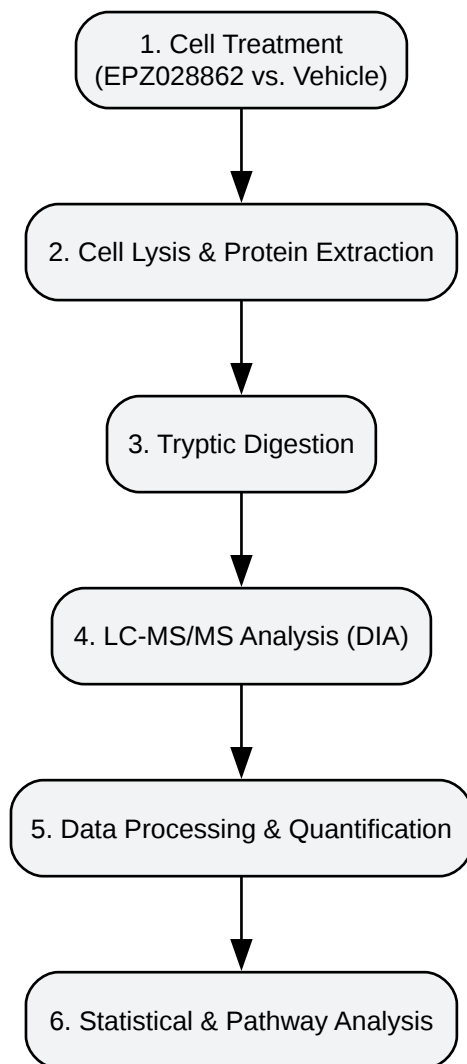 1. Cell Treatment
(EPZ028862 vs. Vehicle)
2. Cell Lysis & Protein Extraction
3. Tryptic Digestion
4. LC-MS/MS Analysis (DIA)
5. Data Processing & Quantification
6. Statistical & Pathway Analysis